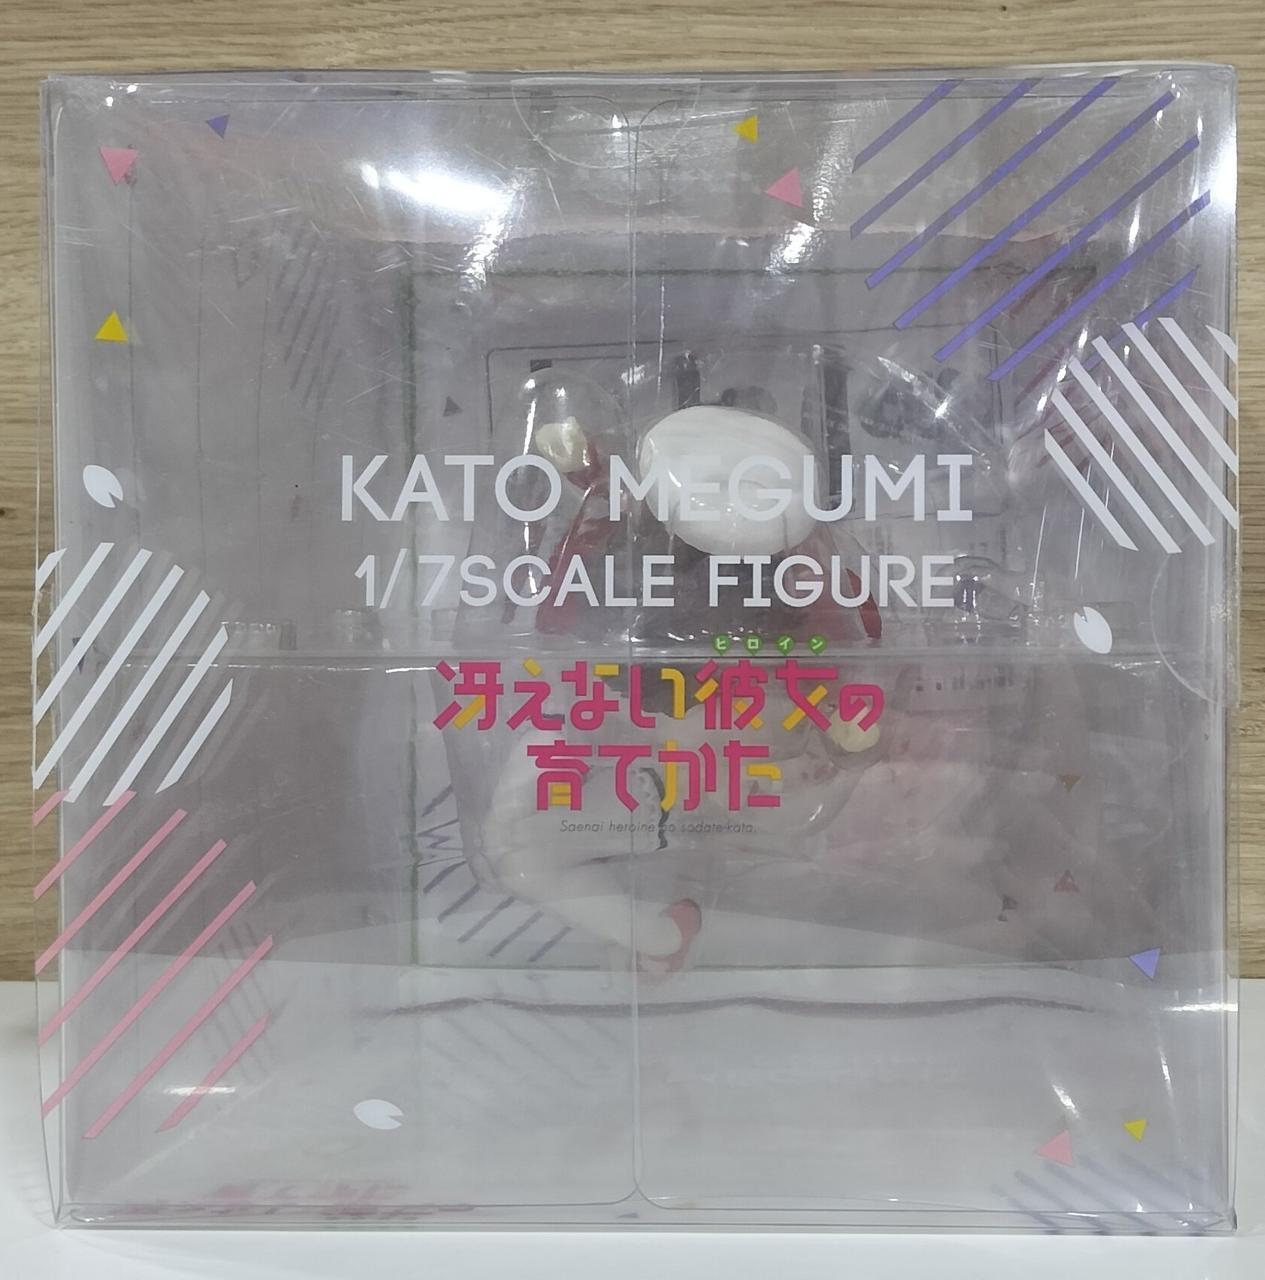 KATO MEGUMI
1/7SCALE FIGURE
ヒロイン
冴えない彼女の
育てかた
Saenai heroine no sodate-kata.